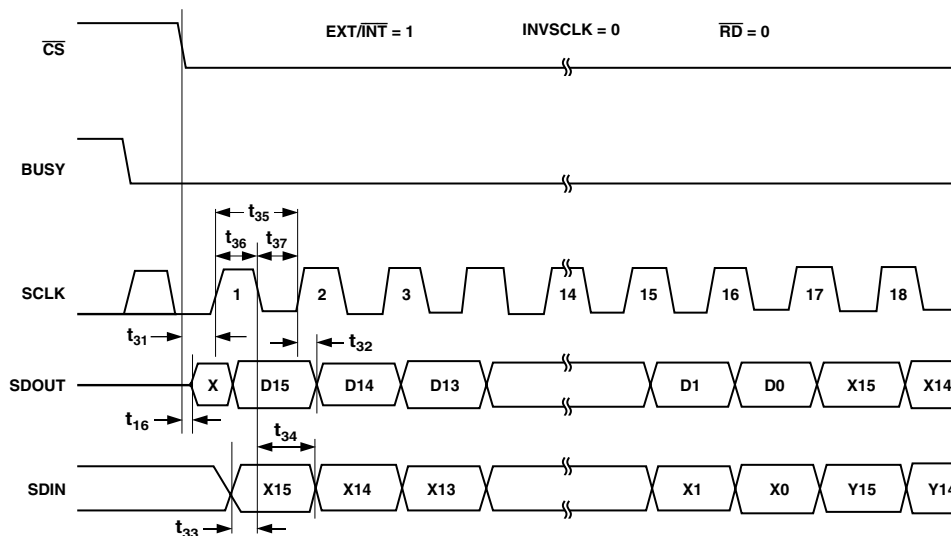 EXT/INT = 1 INVSCLK = 0 RD = 0
CS
BUSY
t35
t36 t37
SCLK 1 2 3 14 15 16 17 18
t31 t32
SDOUT X D15 D14 D13 D1 D0 X15 X14
t16 t34
SDIN X15 X14 X13 X1 X0 Y15 Y14
t33